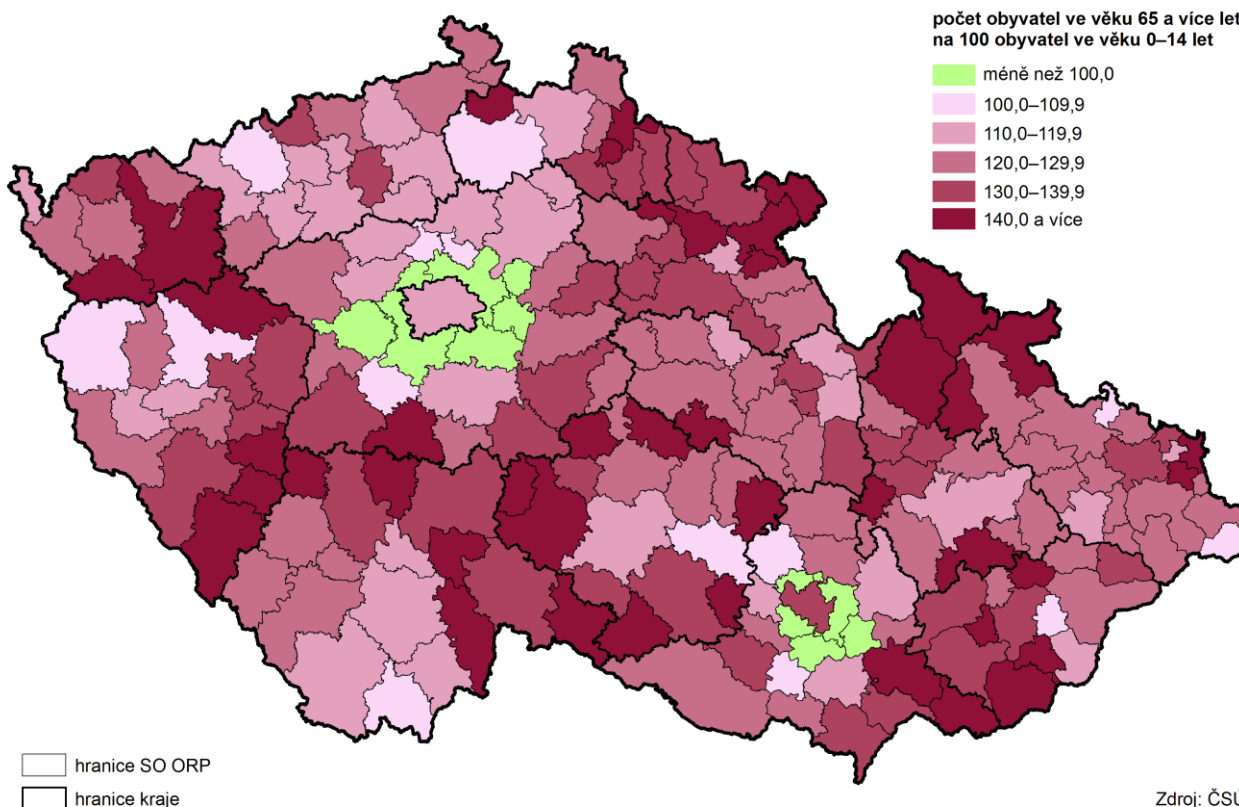 počet obyvatel ve věku 65 a více let
na 100 obyvatel ve věku 0–14 let
méně než 100,0
100,0–109,9
110,0–119,9
120,0–129,9
130,0–139,9
140,0 a více
hranice SO ORP
hranice kraje
Zdroj: ČSÚ